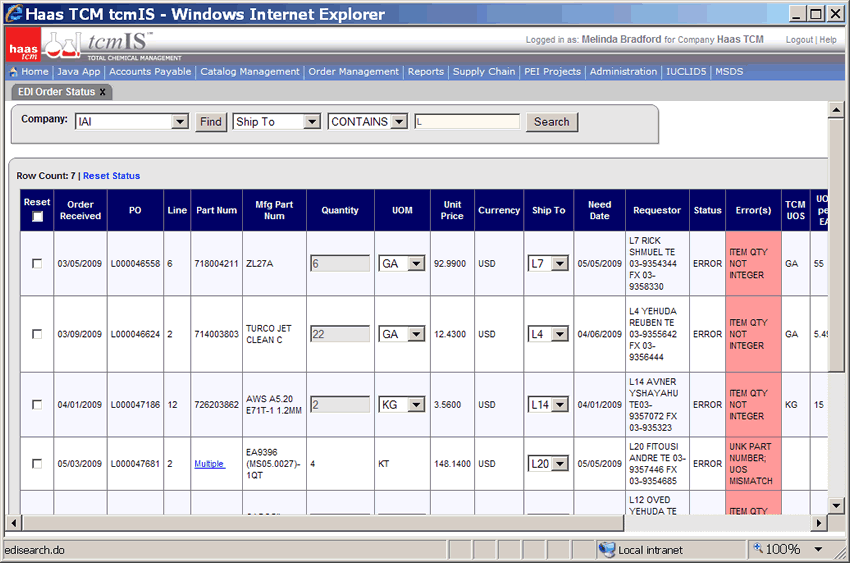 Haas TCM tcmIS - Windows Internet Explorer
haas tcm
tcmIS™
TOTAL CHEMICAL MANAGEMENT
Logged in as: Melinda Bradford for Company Haas TCM
Logout | Help
Home | Java App | Accounts Payable | Catalog Management | Order Management | Reports | Supply Chain | PEI Projects | Administration | IUCLID5 | MSDS
EDI Order Status x
Company: IAI Find Ship To CONTAINS L Search
Row Count: 7 | Reset Status
Reset
Order Received
PO
Line
Part Num
Mfg Part Num
Quantity
UOM
Unit Price
Currency
Ship To
Need Date
Requestor
Status
Error(s)
TCM UOS
03/05/2009
L000046558
6
718004211
ZL27A
6
GA
92.9900
USD
L7
05/05/2009
L7 RICK
SHMUEL TE
03-9354344
FX 03-
9358330
ERROR
ITEM QTY
NOT
INTEGER
GA
55
03/09/2009
L000046624
2
714003803
TURCO JET
CLEAN C
22
GA
12.4300
USD
L4
04/06/2009
L4 YEHUDA
REUBEN TE
03-9355642
FX 03-
9356444
ERROR
ITEM QTY
NOT
INTEGER
GA
04/01/2009
L000047186
12
726203862
AWS A5.20
E71T-1 1.2MM
2
KG
3.5600
USD
L14
04/01/2009
L14 AVNER
YSHAYAHU
TE03-
9357072 FX
03-935323
ERROR
ITEM QTY
NOT
INTEGER
KG
15
05/03/2009
L000047681
2
Multiple
EA9396
(MS05.0027)-
1QT
4
KT
148.1400
USD
L20
05/05/2009
L20 FITOUSI
ANDRE TE 03-
9357446 FX
03-9354685
ERROR
UNK PART
NUMBER;
UOS
MISMATCH
L12 OVED
YEHUDA TE
ITEM QTY
edisearch.do
Local intranet
100%